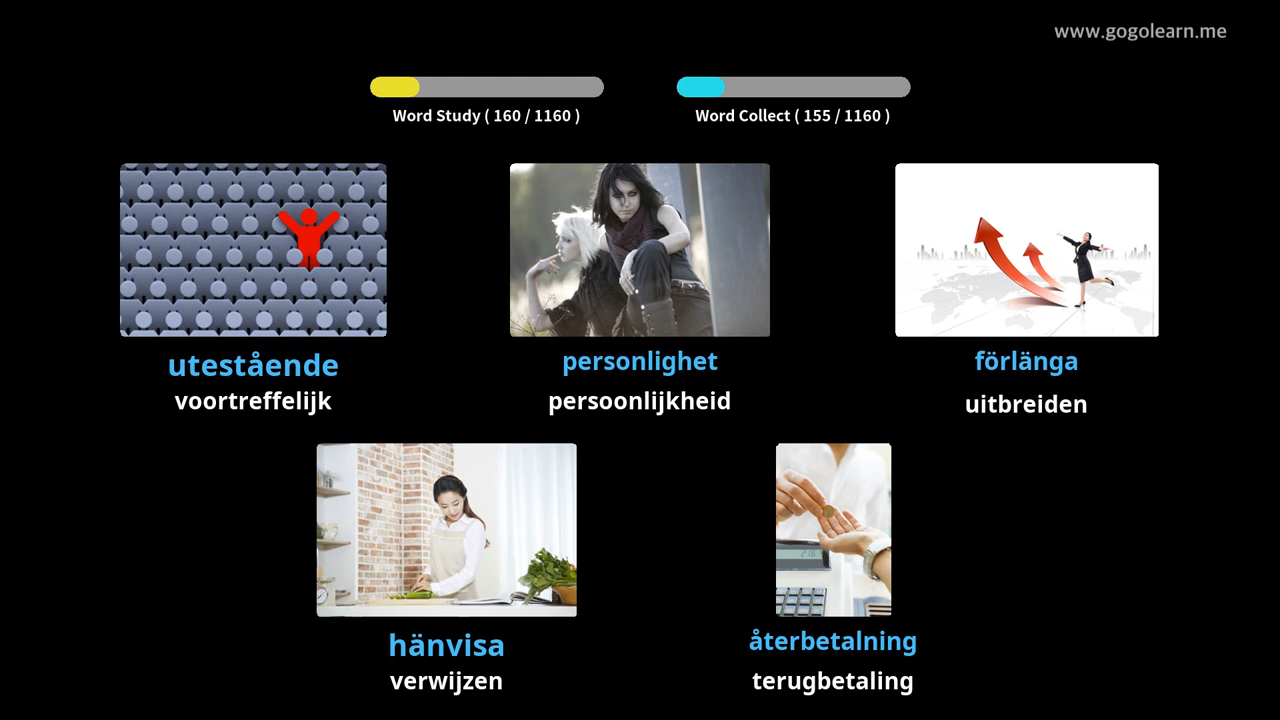 www.gogolearn.me
Word Study ( 160 / 1160 )
Word Collect ( 155 / 1160 )
utestående
voortreffelijk
personlighet
persoonlijkheid
förlänga
uitbreiden
hänvisa
verwijzen
återbetalning
terugbetaling